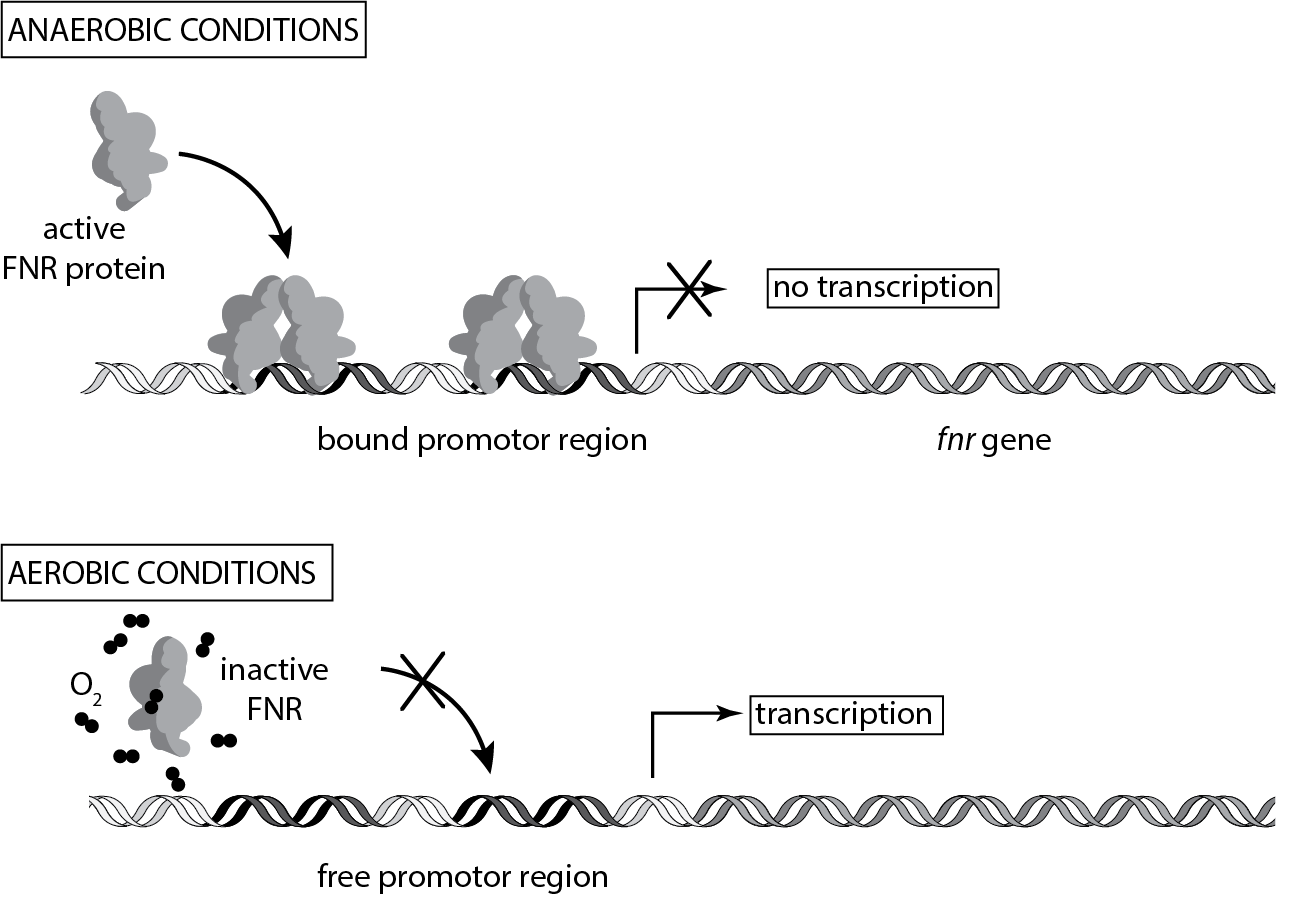 ANAEROBIC CONDITIONS
active
FNR protein
no transcription
bound promotor region
fnr gene
AEROBIC CONDITIONS
O₂
inactive
FNR
transcription
free promotor region